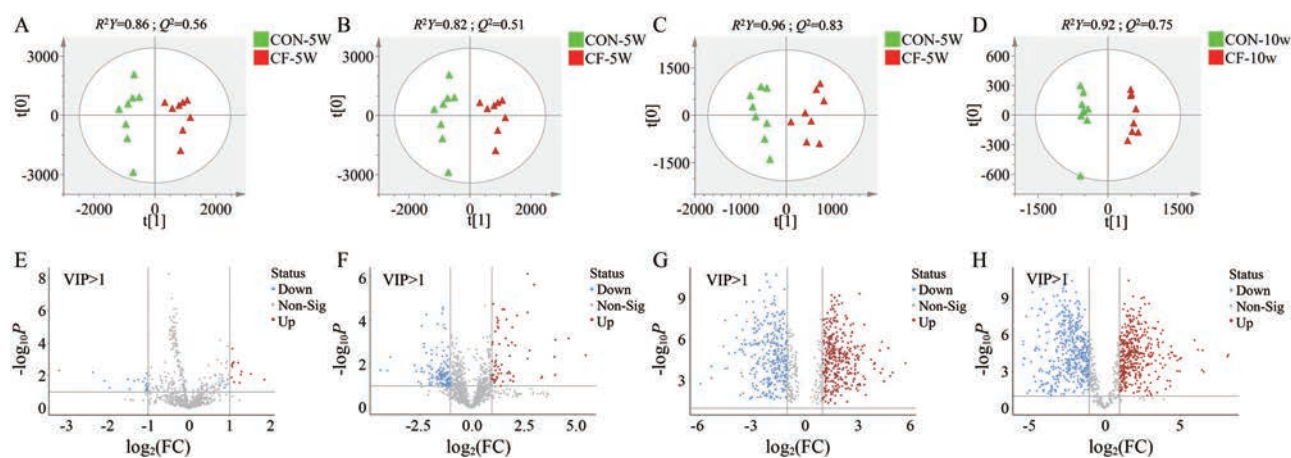 A R²Y=0.86 ; Q²=0.56
CON-5W
CF-5W
3000
0
-3000
t[0]
-2000 0 2000
t[1]
B R²Y=0.82 ; Q²=0.51
CON-5W
CF-5W
3000
0
-3000
t[0]
-2000 0 2000
t[1]
C R²Y=0.96 ; Q²=0.83
CON-5W
CF-5W
1500
0
-1500
t[0]
-2000 -1000 0 1000 2000
t[1]
D R²Y=0.92 ; Q²=0.75
CON-10w
CF-10w
600
300
0
-300
-600
t[0]
-1500 0 1500
t[1]
E VIP>1
Status
Down
Non-Sig
Up
8
6
4
2
0
-log₁₀P
-3 -2 -1 0 1 2
log₂(FC)
F VIP>1
Status
Down
Non-Sig
Up
6
4
2
0
-log₁₀P
-2.5 0.0 2.5 5.0
log₂(FC)
G VIP>1
Status
Down
Non-Sig
Up
9
6
3
-log₁₀P
-6 -3 0 3 6
log₂(FC)
H VIP>1
Status
Down
Non-Sig
Up
9
6
3
0
-log₁₀P
-5 0 5
log₂(FC)